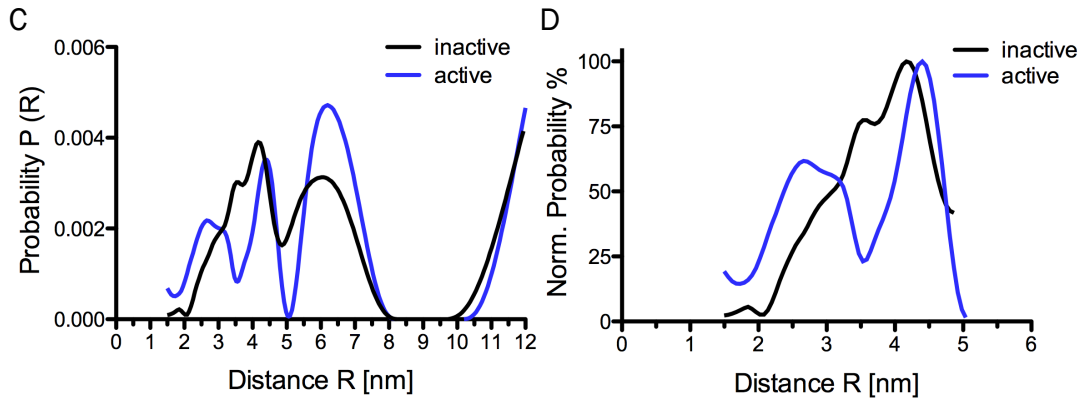 C
inactive
active
Probability P (R)
0.006
0.004
0.002
0.000
0 1 2 3 4 5 6 7 8 9 10 11 12
Distance R [nm]
D
inactive
active
Norm. Probability %
100
75
50
25
0
0 1 2 3 4 5 6
Distance R [nm]